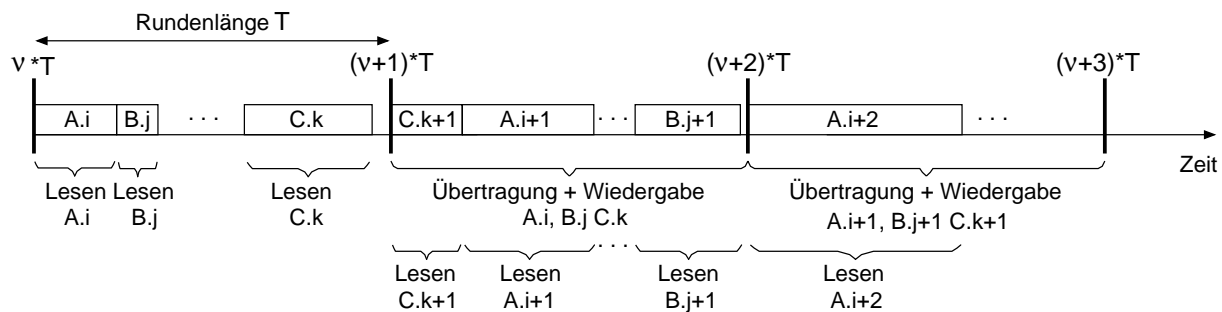 Rundenlänge T
ν *T (ν+1)*T (ν+2)*T (ν+3)*T
A.i B.j · · · C.k C.k+1 A.i+1 · · · B.j+1 A.i+2 · · ·
Zeit
Lesen Lesen Lesen Übertragung + Wiedergabe Übertragung + Wiedergabe
A.i B.j C.k A.i, B.j C.k A.i+1, B.j+1 C.k+1
· · ·
Lesen Lesen Lesen Lesen
C.k+1 A.i+1 B.j+1 A.i+2